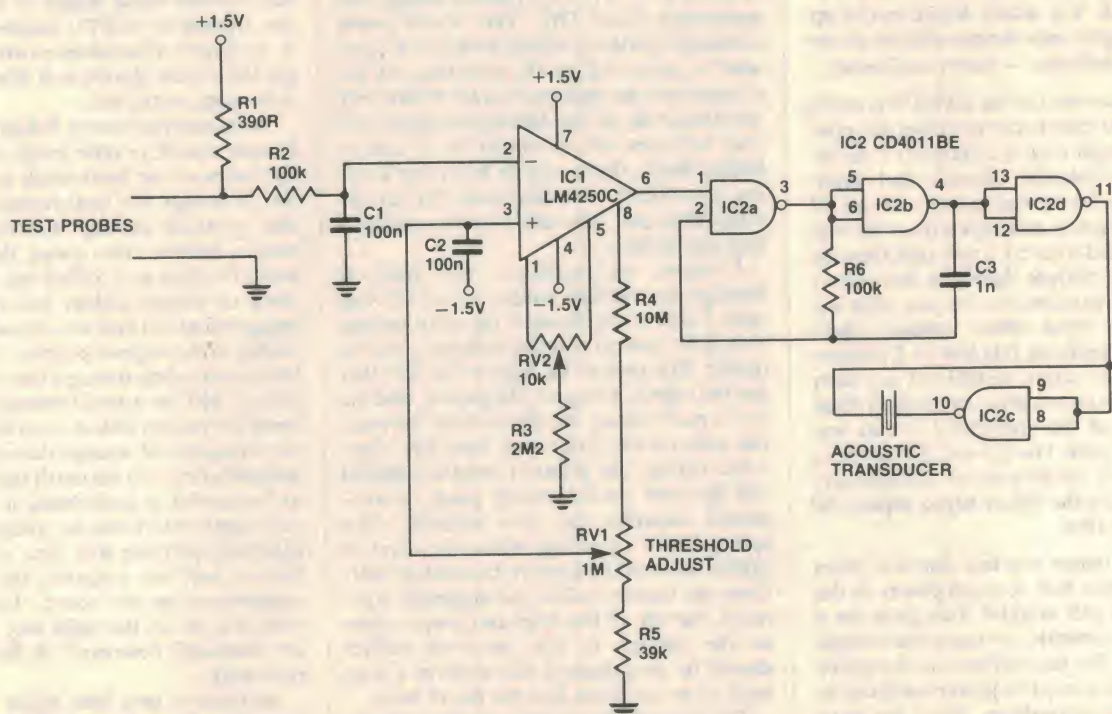 +1.5V
R1
390R
R2
100k
TEST PROBES
C1
100n
C2
100n
−1.5V
+1.5V
7
2
−
IC1
LM4250C
6
3
+
8
5
4
1
−1.5V
RV2
10k
R3
2M2
R4
10M
RV1
1M
THRESHOLD
ADJUST
R5
39k
1
2
IC2a
3
IC2 CD4011BE
5
6
IC2b
4
13
12
IC2d
11
R6
100k
C3
1n
10
IC2c
9
8
ACOUSTIC
TRANSDUCER